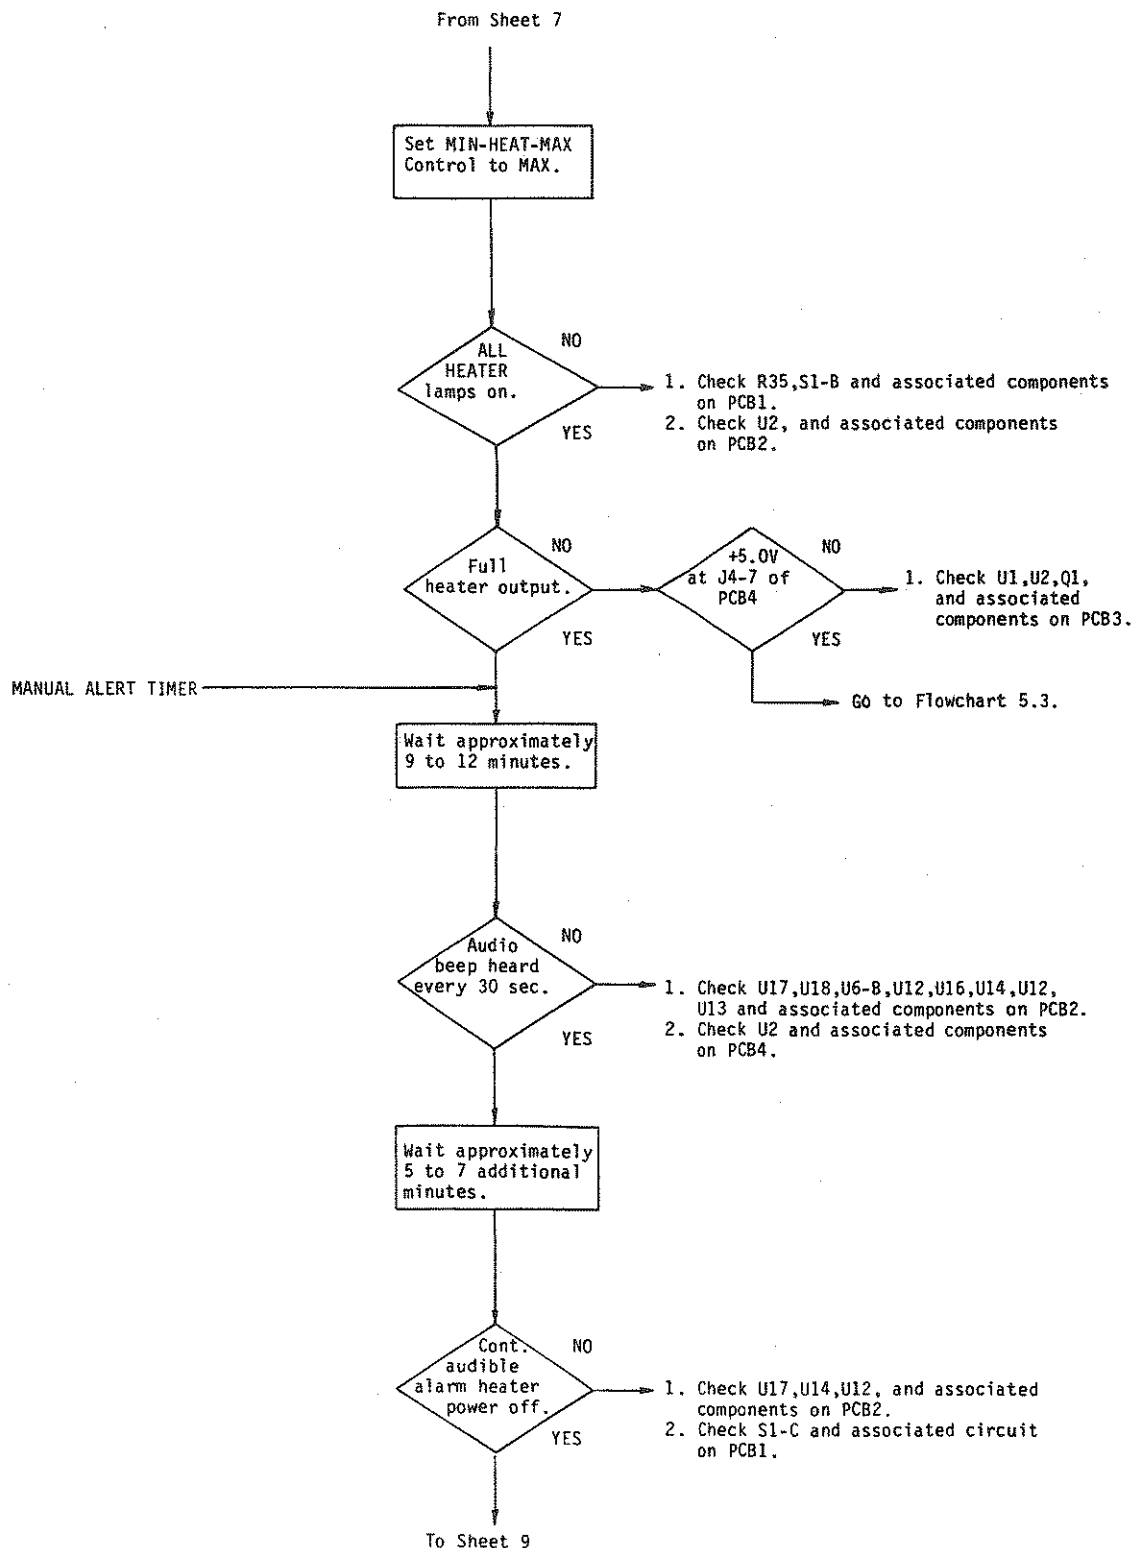 From Sheet 7
Set MIN-HEAT-MAX
Control to MAX.
ALL
HEATER
lamps on.
NO
YES
1. Check R35,S1-B and associated components
on PCB1.
2. Check U2, and associated components
on PCB2.
Full
heater output.
NO
YES
+5.0V
at J4-7 of
PCB4
NO
YES
1. Check U1,U2,Q1,
and associated
components on PCB3.
Go to Flowchart 5.3.
MANUAL ALERT TIMER
Wait approximately
9 to 12 minutes.
Audio
beep heard
every 30 sec.
NO
YES
1. Check U17,U18,U6-B,U12,U16,U14,U12,
U13 and associated components on PCB2.
2. Check U2 and associated components
on PCB4.
Wait approximately
5 to 7 additional
minutes.
Cont.
audible
alarm heater
power off.
NO
YES
1. Check U17,U14,U12, and associated
components on PCB2.
2. Check S1-C and associated circuit
on PCB1.
To Sheet 9